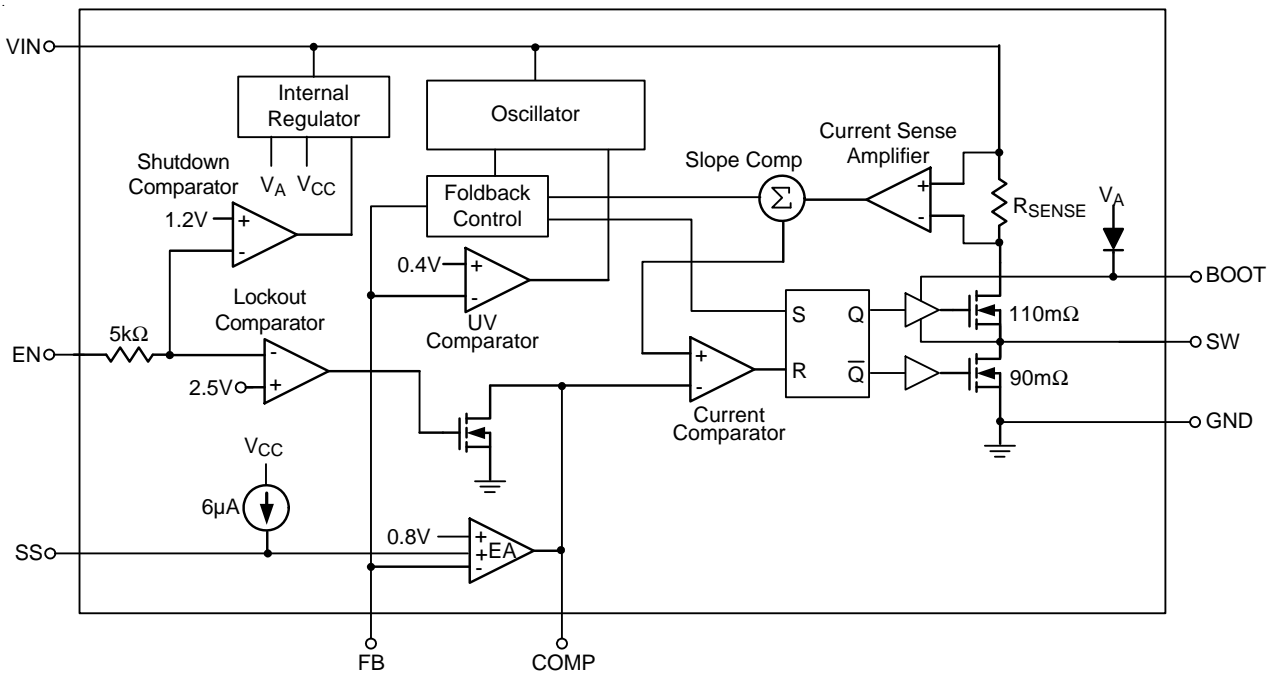 VIN
Internal
Regulator
Oscillator
Current Sense
Amplifier
Shutdown
Comparator
VA VCC
Slope Comp
Foldback
Control
Σ
+
-
RSENSE
VA
1.2V
+
-
0.4V
+
-
BOOT
Lockout
Comparator
UV
Comparator
S
Q
110mΩ
5kΩ
EN
-
SW
+
R
Q̅
2.5V
+
-
90mΩ
Current
Comparator
GND
VCC
6µA
0.8V
+
SS
+
EA
-
FB
COMP